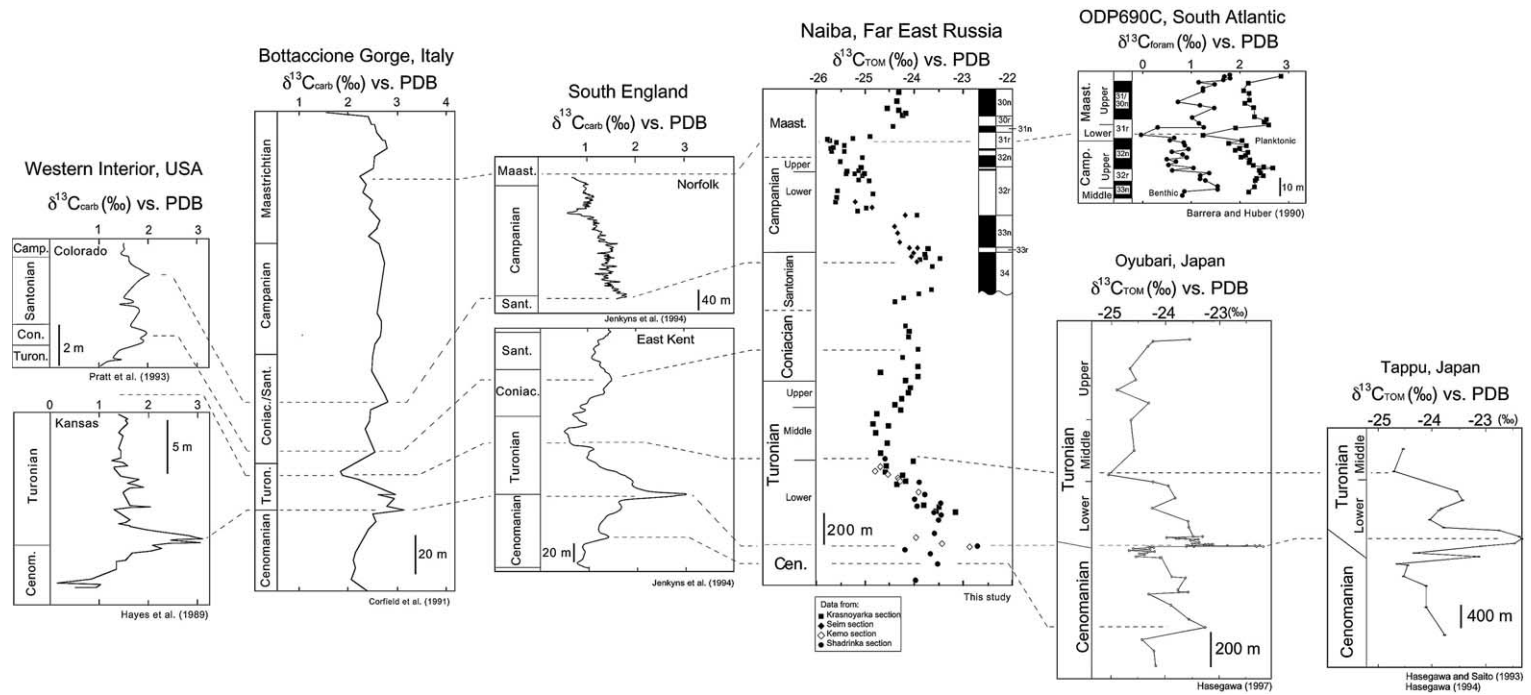 Western Interior, USA
δ13Ccarb (‰) vs. PDB
1 2 3
Camp.
Colorado
Santonian
Con.
Turon.
2 m
Pratt et al. (1993)
0 1 2 3
Kansas
Turonian
Cenom.
5 m
Hayes et al. (1989)
Bottaccione Gorge, Italy
δ13Ccarb (‰) vs. PDB
1 2 3 4
Maastrichtian
Campanian
Coniac./Sant.
Turon.
Cenomanian
20 m
Corfield et al. (1991)
South England
δ13Ccarb (‰) vs. PDB
1 2 3
Maast.
Norfolk
Campanian
Sant.
40 m
Jenkyns et al. (1994)
East Kent
Sant.
Coniac.
Turonian
Cenomanian
20 m
Jenkyns et al. (1994)
Naiba, Far East Russia
δ13CTOM (‰) vs. PDB
-26 -25 -24 -23 -22
Maast.
Campanian
Upper
Lower
Santonian
Coniacian
Turonian
Upper
Middle
Lower
Cen.
30n
30r
31n
31r
32n
32r
33n
33r
34
200 m
This study
Data from:
Krasnoyarka section
Seim section
Kemo section
Shadrinka section
ODP690C, South Atlantic
δ13Cforam (‰) vs. PDB
0 1 2 3
Maast.
Upper
Lower
Camp.
Upper
Middle
31/
30n
31r
32n
32r
33n
Planktonic
Benthic
10 m
Barrera and Huber (1990)
Oyubari, Japan
δ13CTOM (‰) vs. PDB
-25 -24 -23(‰)
Turonian
Upper
Middle
Lower
Cenomanian
200 m
Hasegawa (1997)
Tappu, Japan
δ13CTOM (‰) vs. PDB
-25 -24 -23 (‰)
Turonian
Middle
Lower
Cenomanian
400 m
Hasegawa and Saito (1993)
Hasegawa (1994)